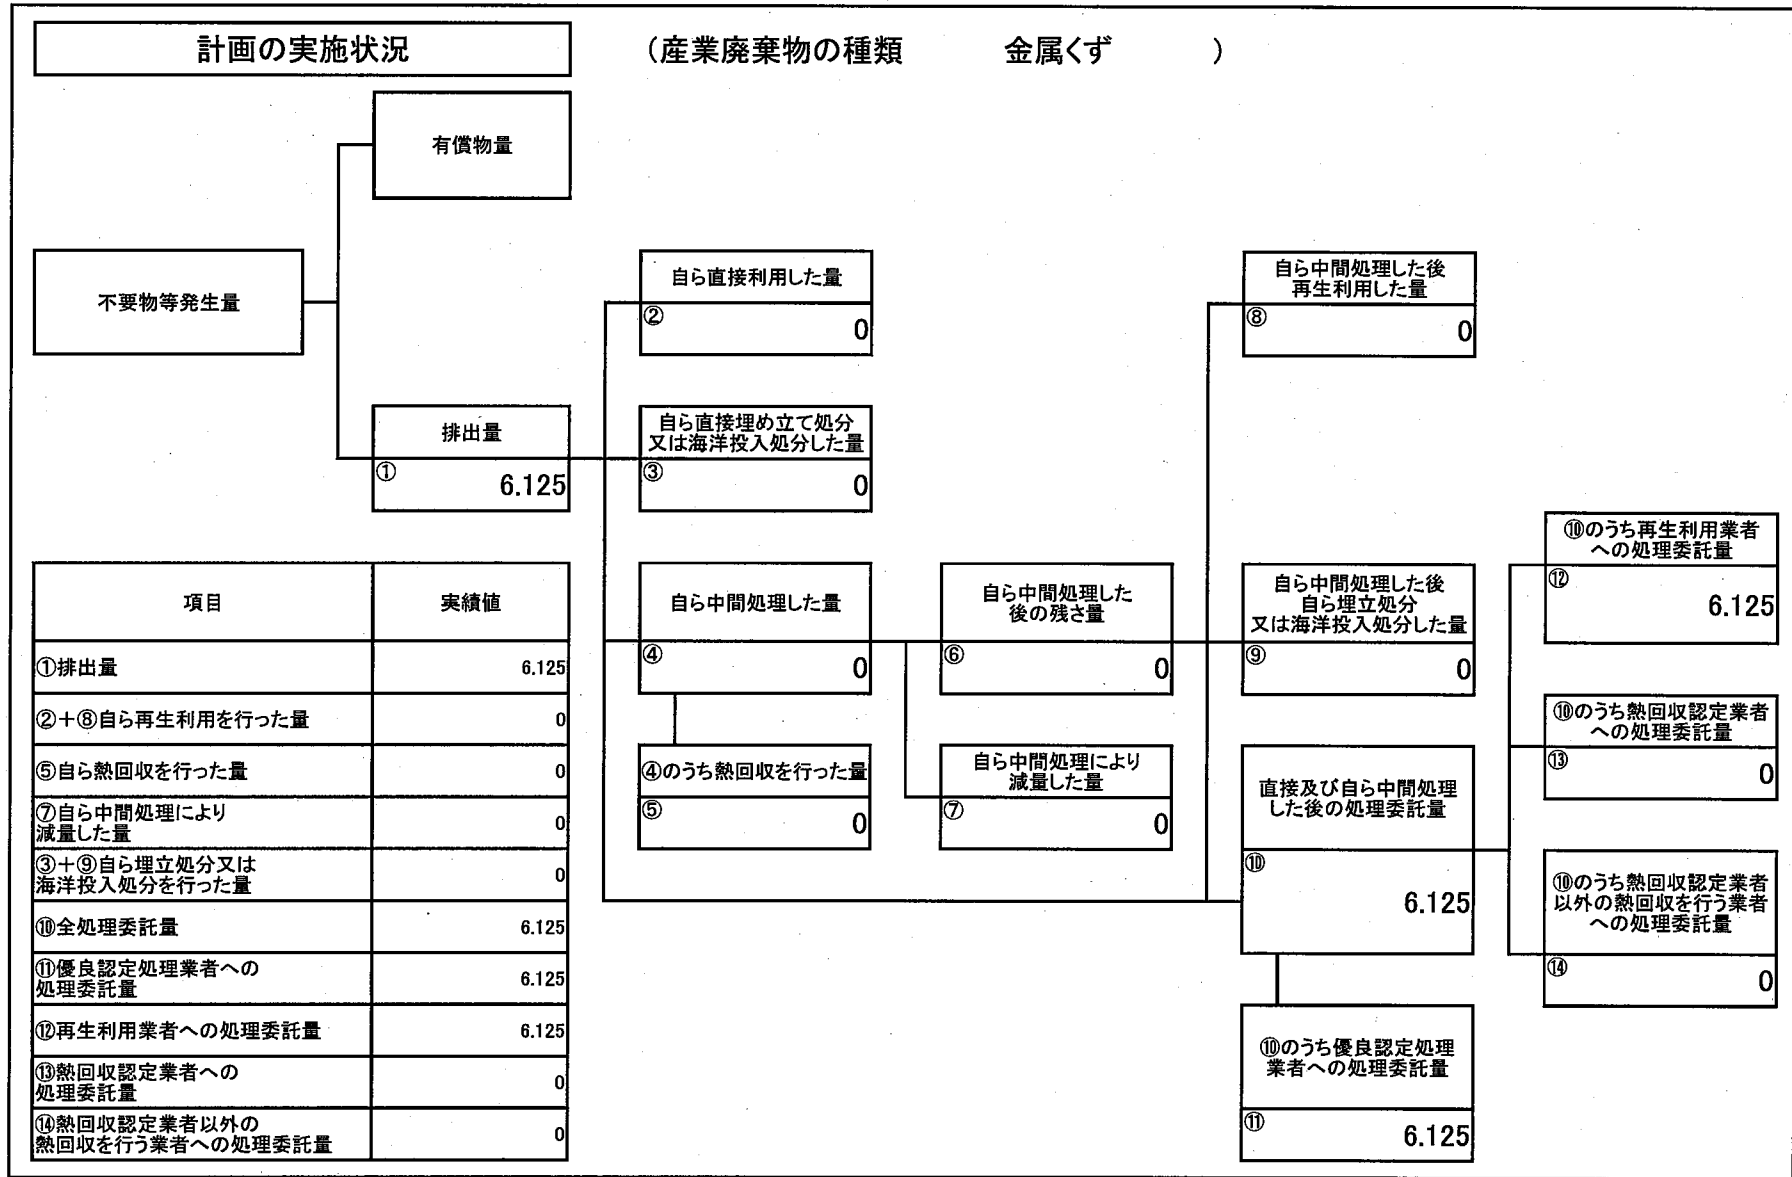 計画の実施状況
（産業廃棄物の種類　金属くず　）
有償物量
不要物等発生量
排出量
①
6.125
自ら直接利用した量
②
0
自ら直接埋め立て処分
又は海洋投入処分した量
③
0
自ら中間処理した量
④
0
④のうち熱回収を行った量
⑤
0
自ら中間処理した
後の残さ量
⑥
0
自ら中間処理により
減量した量
⑦
0
自ら中間処理した後
再生利用した量
⑧
0
自ら中間処理した後
自ら埋立処分
又は海洋投入処分した量
⑨
0
直接及び自ら中間処理
した後の処理委託量
⑩
6.125
⑩のうち優良認定処理
業者への処理委託量
⑪
6.125
⑩のうち再生利用業者
への処理委託量
⑫
6.125
⑩のうち熱回収認定業者
への処理委託量
⑬
0
⑩のうち熱回収認定業者
以外の熱回収を行う業者
への処理委託量
⑭
0
項目 実績値
①排出量 6.125
②＋⑧自ら再生利用を行った量 0
⑤自ら熱回収を行った量 0
⑦自ら中間処理により
減量した量 0
③＋⑨自ら埋立処分又は
海洋投入処分を行った量 0
⑩全処理委託量 6.125
⑪優良認定処理業者への
処理委託量 6.125
⑫再生利用業者への処理委託量 6.125
⑬熱回収認定業者への
処理委託量 0
⑭熱回収認定業者以外の
熱回収を行う業者への処理委託量 0